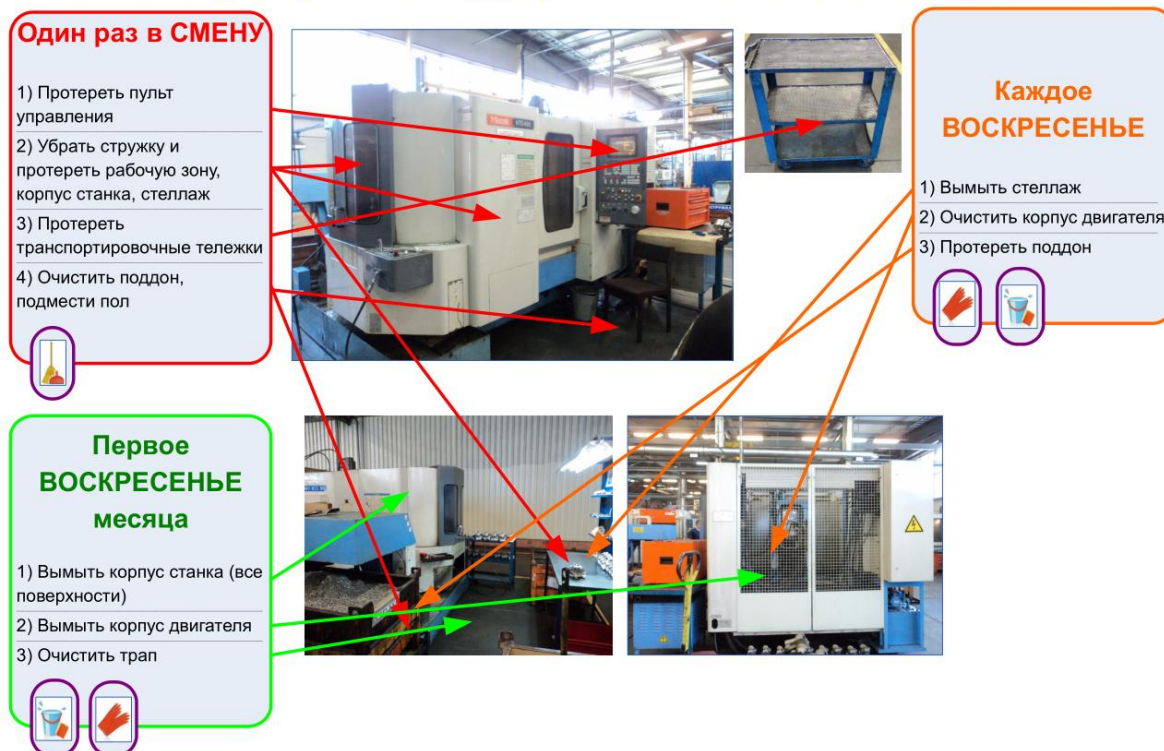 Один раз в СМЕНУ
1) Протереть пульт
управления
2) Убрать стружку и
протереть рабочую зону,
корпус станка, стеллаж
3) Протереть
транспортировочные тележки
4) Очистить поддон,
подмести пол
Каждое
ВОСКРЕСЕНЬЕ
1) Вымыть стеллаж
2) Очистить корпус двигателя
3) Протереть поддон
Первое
ВОСКРЕСЕНЬЕ
месяца
1) Вымыть корпус станка (все
поверхности)
2) Вымыть корпус двигателя
3) Очистить трап